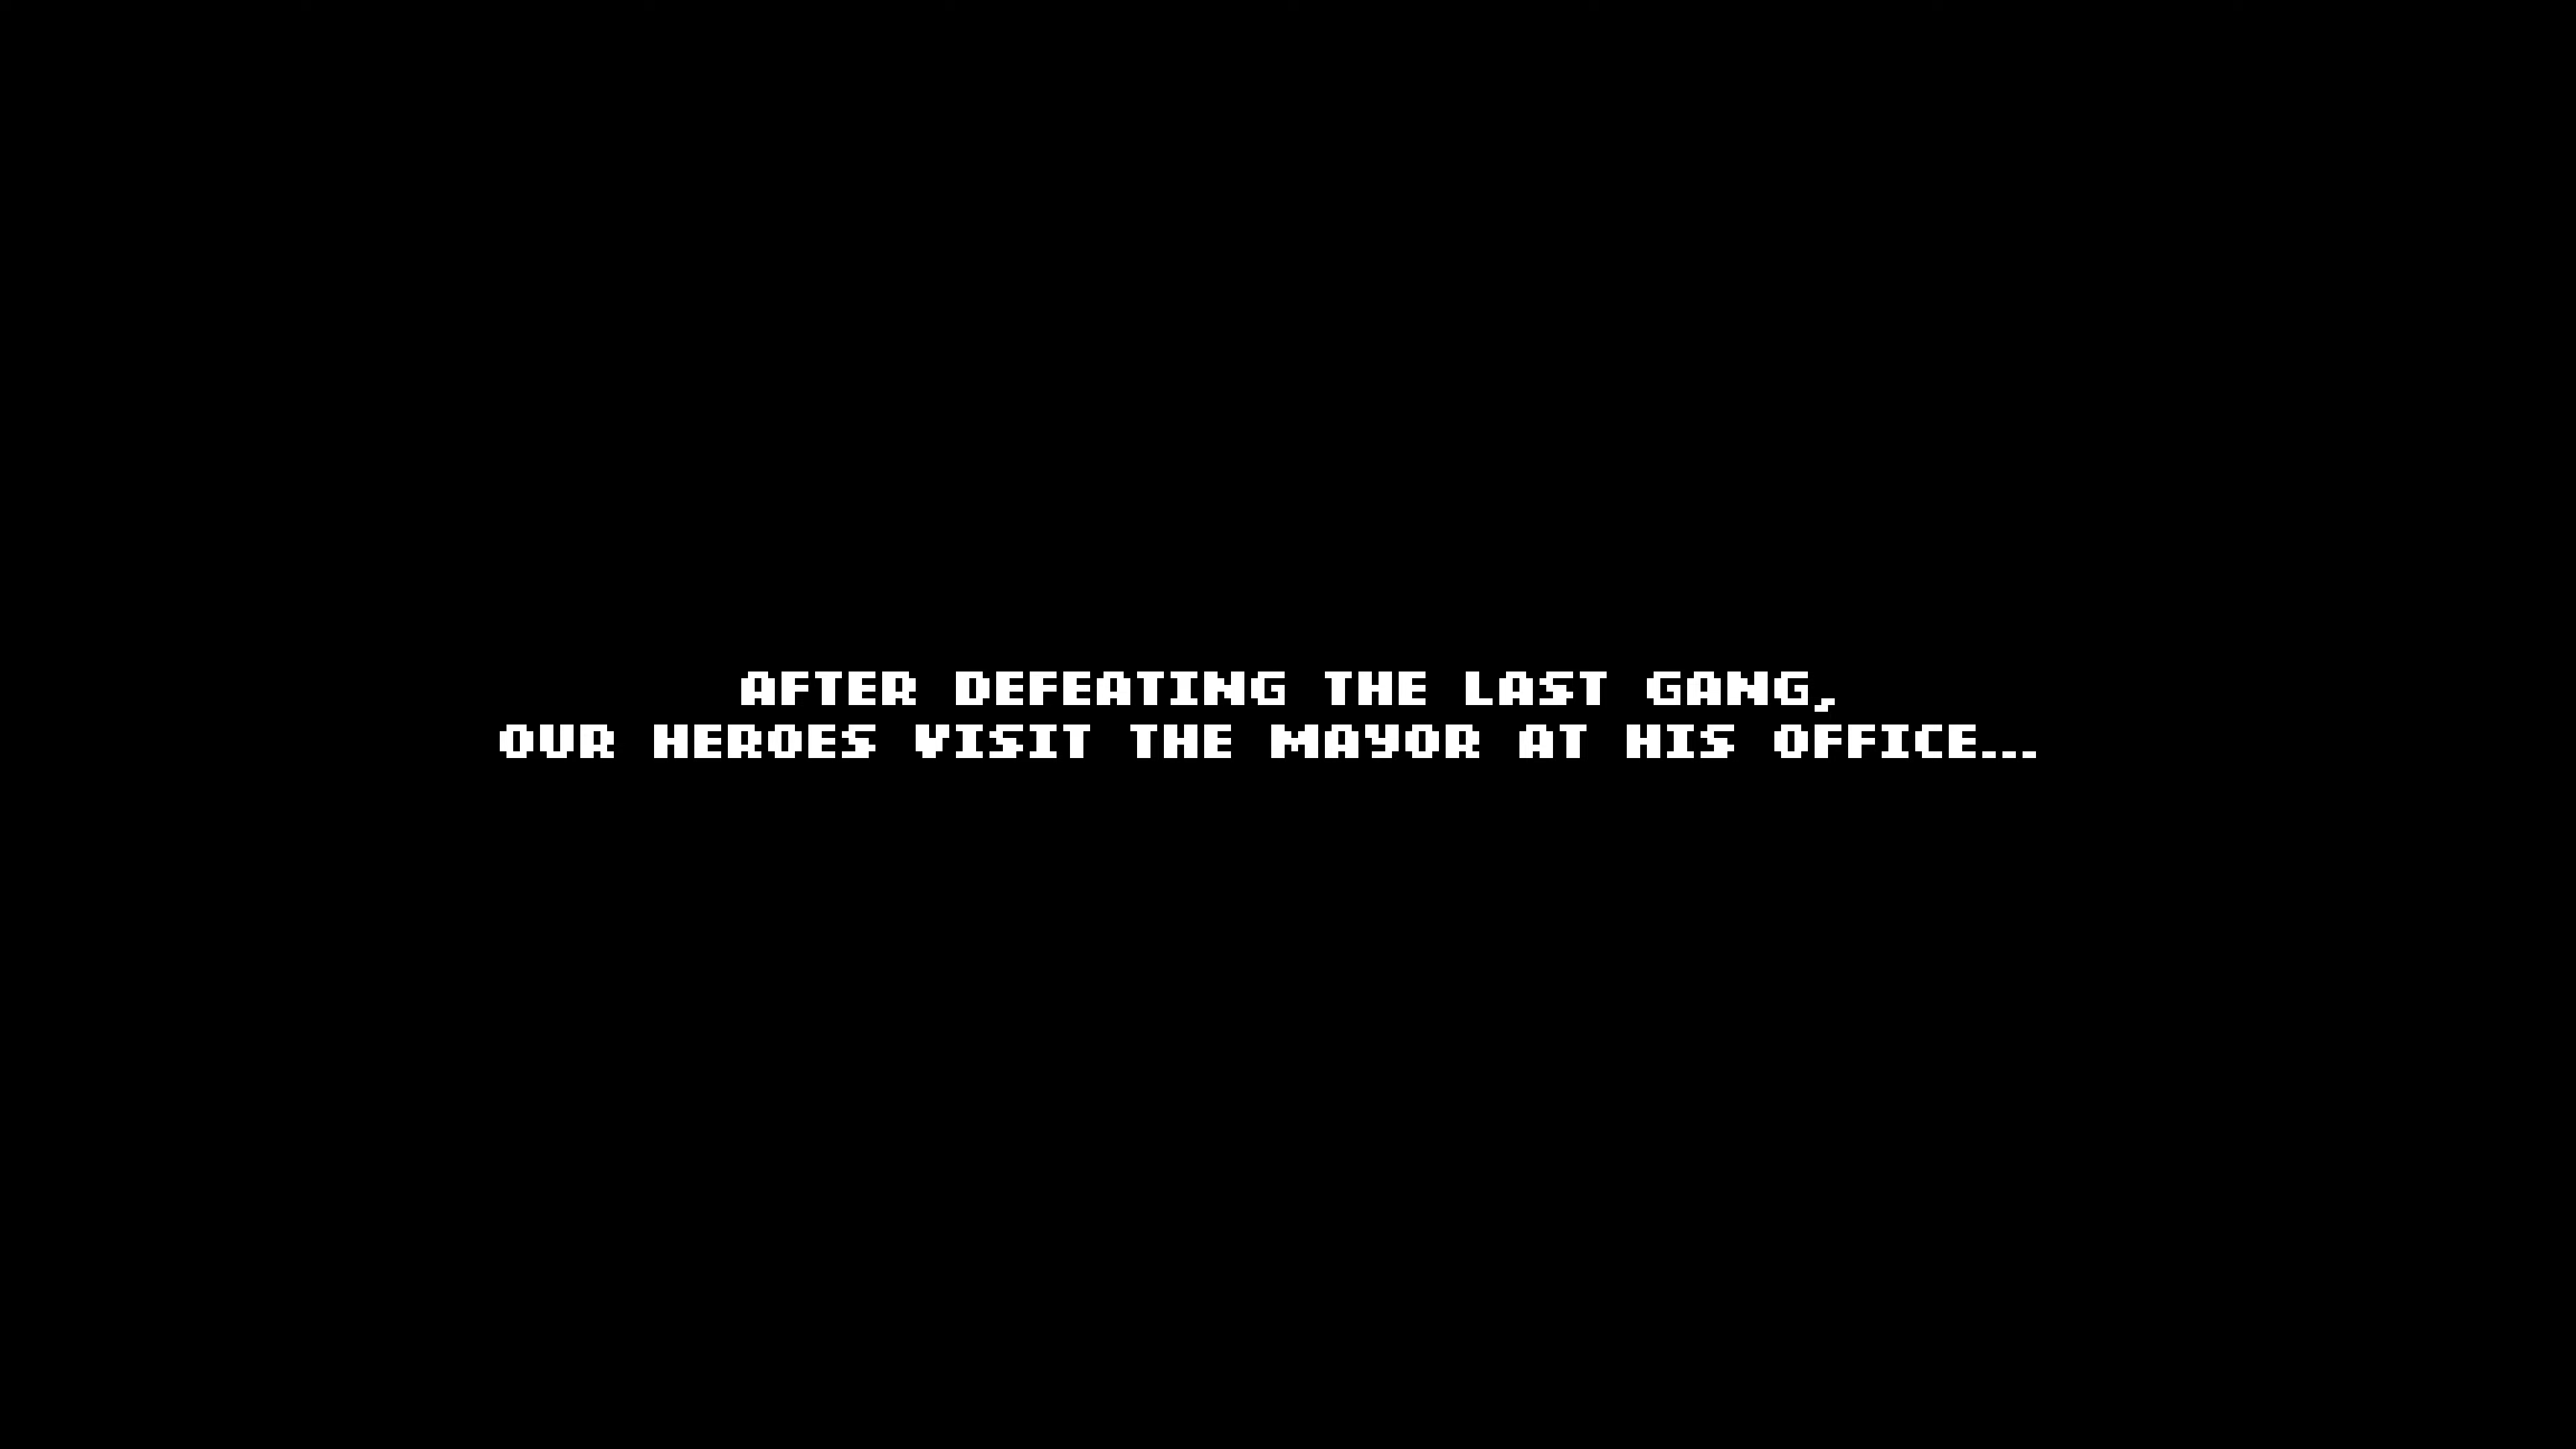 AFTER DEFEATING THE LAST GANG,
OUR HEROES VISIT THE MAYOR AT HIS OFFICE...